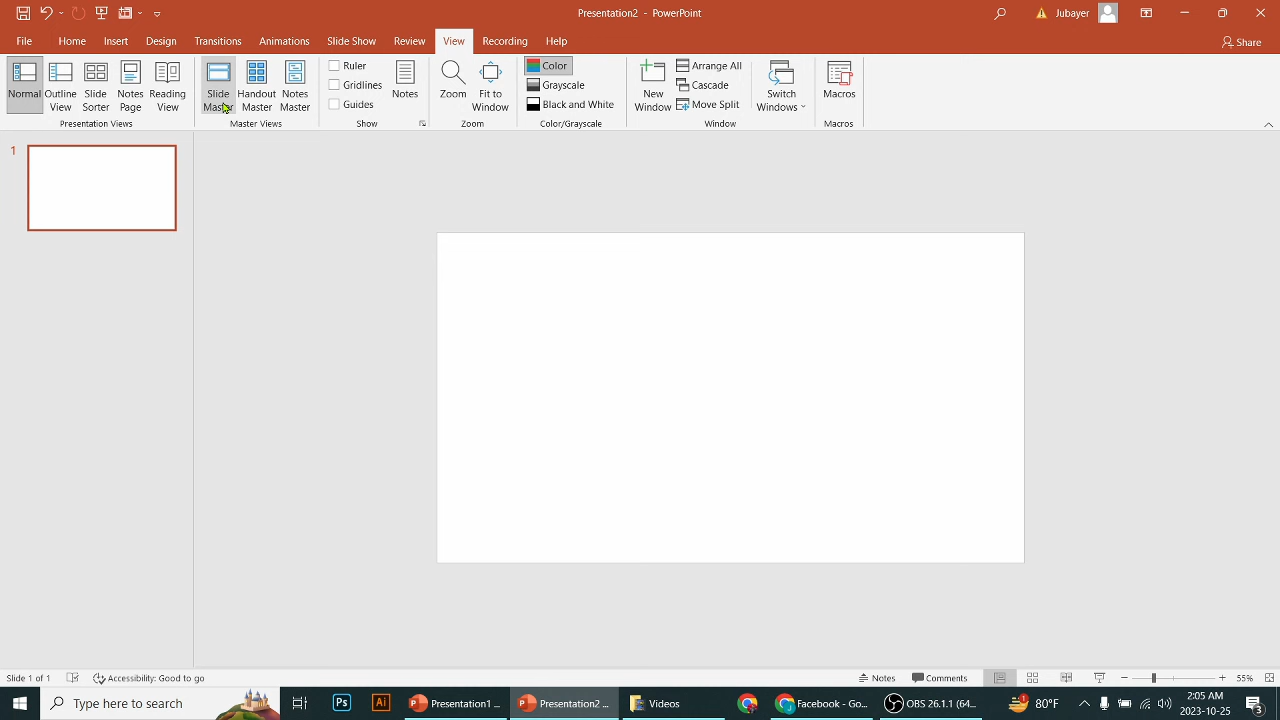 Presentation2 - PowerPoint
Jubayer
File Home Insert Design Transitions Animations Slide Show Review View Recording Help
Share
Normal Outline View Slide Sorter Notes Page Reading View
Presentation Views
Slide Master Handout Master Notes Master
Master Views
Ruler
Gridlines
Guides
Notes
Show
Zoom Fit to Window
Zoom
Color
Grayscale
Black and White
Color/Grayscale
New Window
Arrange All
Cascade
Move Split
Switch Windows
Window
Macros
Macros
1
Slide 1 of 1 Accessibility: Good to go
Notes Comments 55%
Type here to search
Ps Ai Presentation1 ... Presentation2 ... Videos Facebook - Go... OBS 26.1.1 (64...
1 80°F
2:05 AM
2023-10-25
3